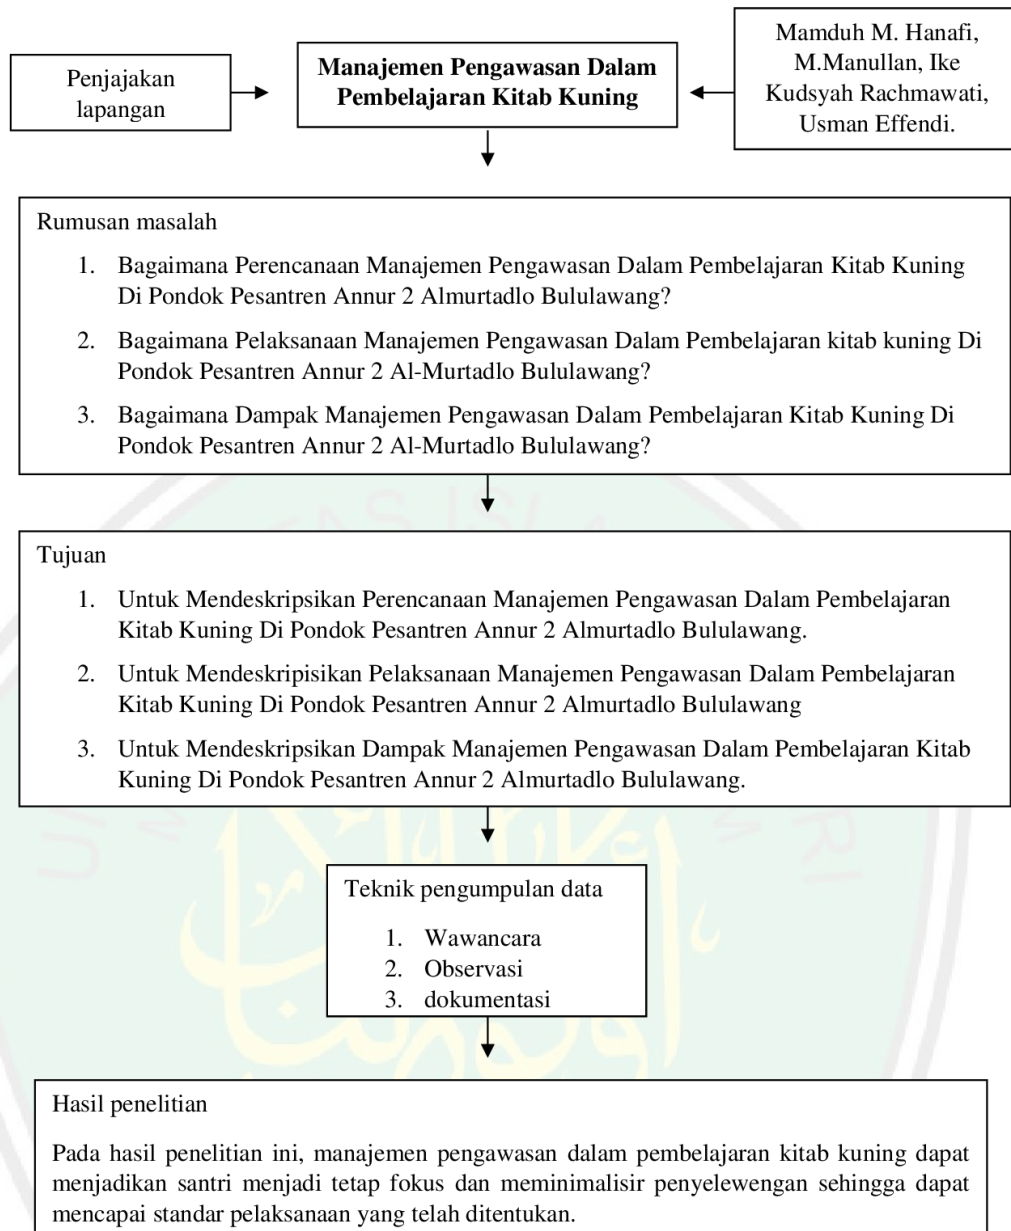 Penjajakan
lapangan
Manajemen Pengawasan Dalam
Pembelajaran Kitab Kuning
Mamduh M. Hanafi,
M.Manullan, Ike
Kudsyah Rachmawati,
Usman Effendi.
Rumusan masalah
1. Bagaimana Perencanaan Manajemen Pengawasan Dalam Pembelajaran Kitab Kuning
Di Pondok Pesantren Annur 2 Almurtadlo Bululawang?
2. Bagaimana Pelaksanaan Manajemen Pengawasan Dalam Pembelajaran kitab kuning Di
Pondok Pesantren Annur 2 Al-Murtadlo Bululawang?
3. Bagaimana Dampak Manajemen Pengawasan Dalam Pembelajaran Kitab Kuning Di
Pondok Pesantren Annur 2 Al-Murtadlo Bululawang?
Tujuan
1. Untuk Mendeskripsikan Perencanaan Manajemen Pengawasan Dalam Pembelajaran
Kitab Kuning Di Pondok Pesantren Annur 2 Almurtadlo Bululawang.
2. Untuk Mendeskripisikan Pelaksanaan Manajemen Pengawasan Dalam Pembelajaran
Kitab Kuning Di Pondok Pesantren Annur 2 Almurtadlo Bululawang
3. Untuk Mendeskripsikan Dampak Manajemen Pengawasan Dalam Pembelajaran Kitab
Kuning Di Pondok Pesantren Annur 2 Almurtadlo Bululawang.
Teknik pengumpulan data
1. Wawancara
2. Observasi
3. dokumentasi
Hasil penelitian
Pada hasil penelitian ini, manajemen pengawasan dalam pembelajaran kitab kuning dapat
menjadikan santri menjadi tetap fokus dan meminimalisir penyelewengan sehingga dapat
mencapai standar pelaksanaan yang telah ditentukan.